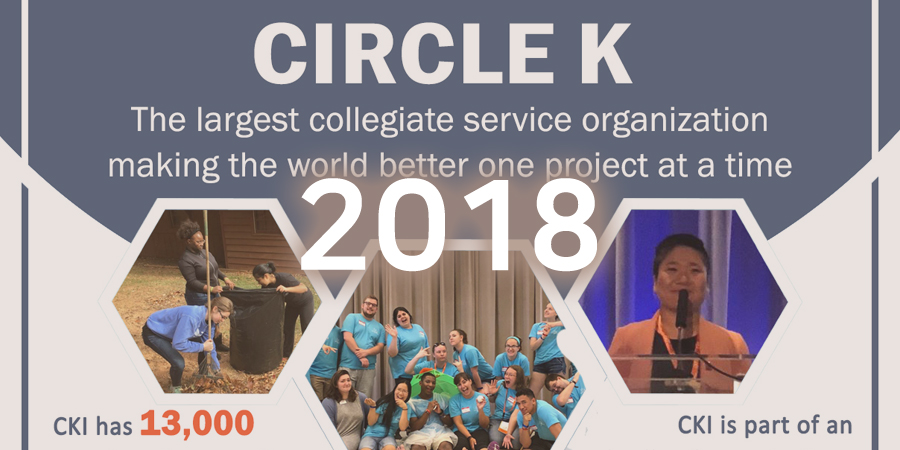 CIRCLE K
The largest collegiate service organization
making the world better one project at a time
2018
CKI has 13,000
CKI is part of an